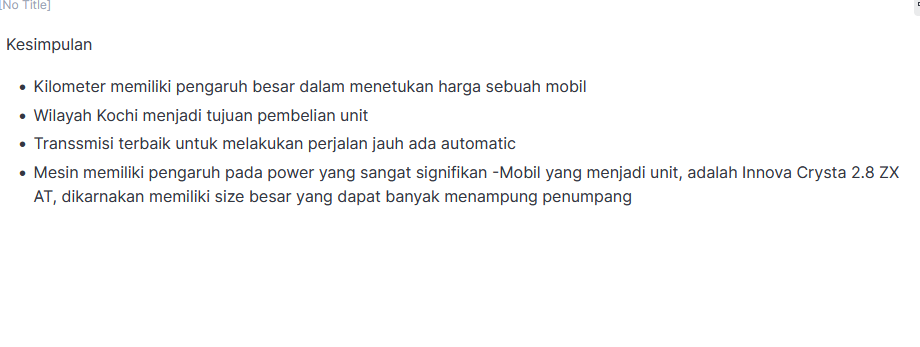 [No Title]
Kesimpulan
• Kilometer memiliki pengaruh besar dalam menetukan harga sebuah mobil
• Wilayah Kochi menjadi tujuan pembelian unit
• Transsmisi terbaik untuk melakukan perjalan jauh ada automatic
• Mesin memiliki pengaruh pada power yang sangat signifikan -Mobil yang menjadi unit, adalah Innova Crysta 2.8 ZX
AT, dikarnakan memiliki size besar yang dapat banyak menampung penumpang